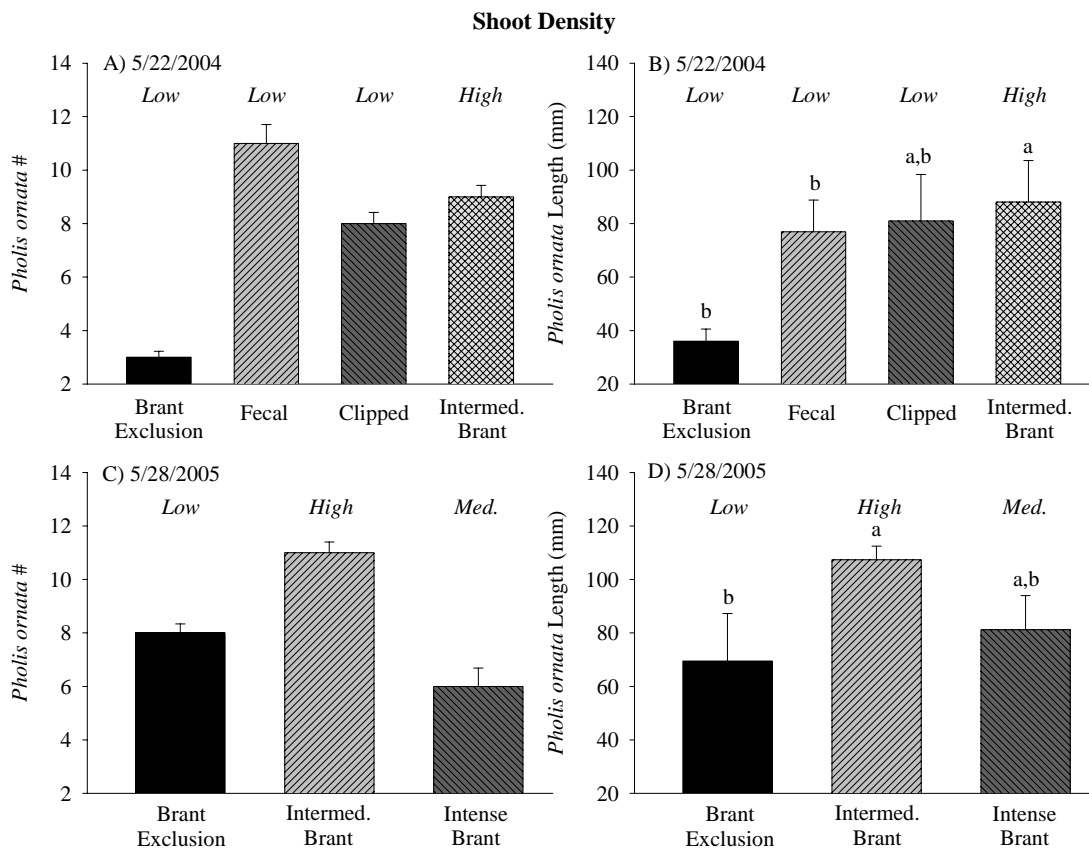 Shoot Density
A) 5/22/2004
Low Low Low High
14
12
10
8
6
4
2
Pholis ornata #
Brant Exclusion
Fecal
Clipped
Intermed. Brant
B) 5/22/2004
Low Low Low High
140
120
100
80
60
40
20
Pholis ornata Length (mm)
b
b
a,b
a
Brant Exclusion
Fecal
Clipped
Intermed. Brant
C) 5/28/2005
Low High Med.
14
12
10
8
6
4
2
Pholis ornata #
Brant Exclusion
Intermed. Brant
Intense Brant
D) 5/28/2005
Low High Med.
140
120
100
80
60
40
20
Pholis ornata Length (mm)
b
a
a,b
Brant Exclusion
Intermed. Brant
Intense Brant